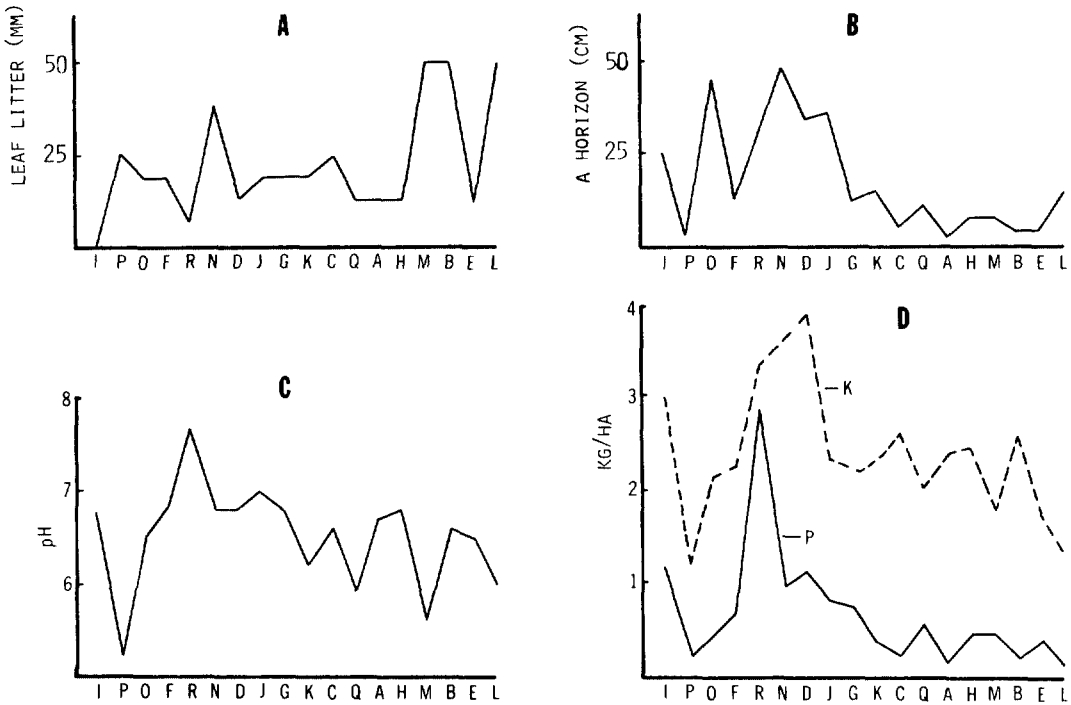 A
LEAF LITTER (MM)
50
25
I P O F R N D J G K C Q A H M B E L
B
A HORIZON (CM)
50
25
I P O F R N D J G K C Q A H M B E L
C
pH
8
7
6
I P O F R N D J G K C Q A H M B E L
D
KG/HA
4
3
2
1
K
P
I P O F R N D J G K C Q A H M B E L